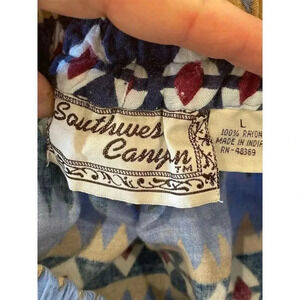 Southwest
Canyon
TM
L
100% RAYON
MADE IN INDIA
RN-48369